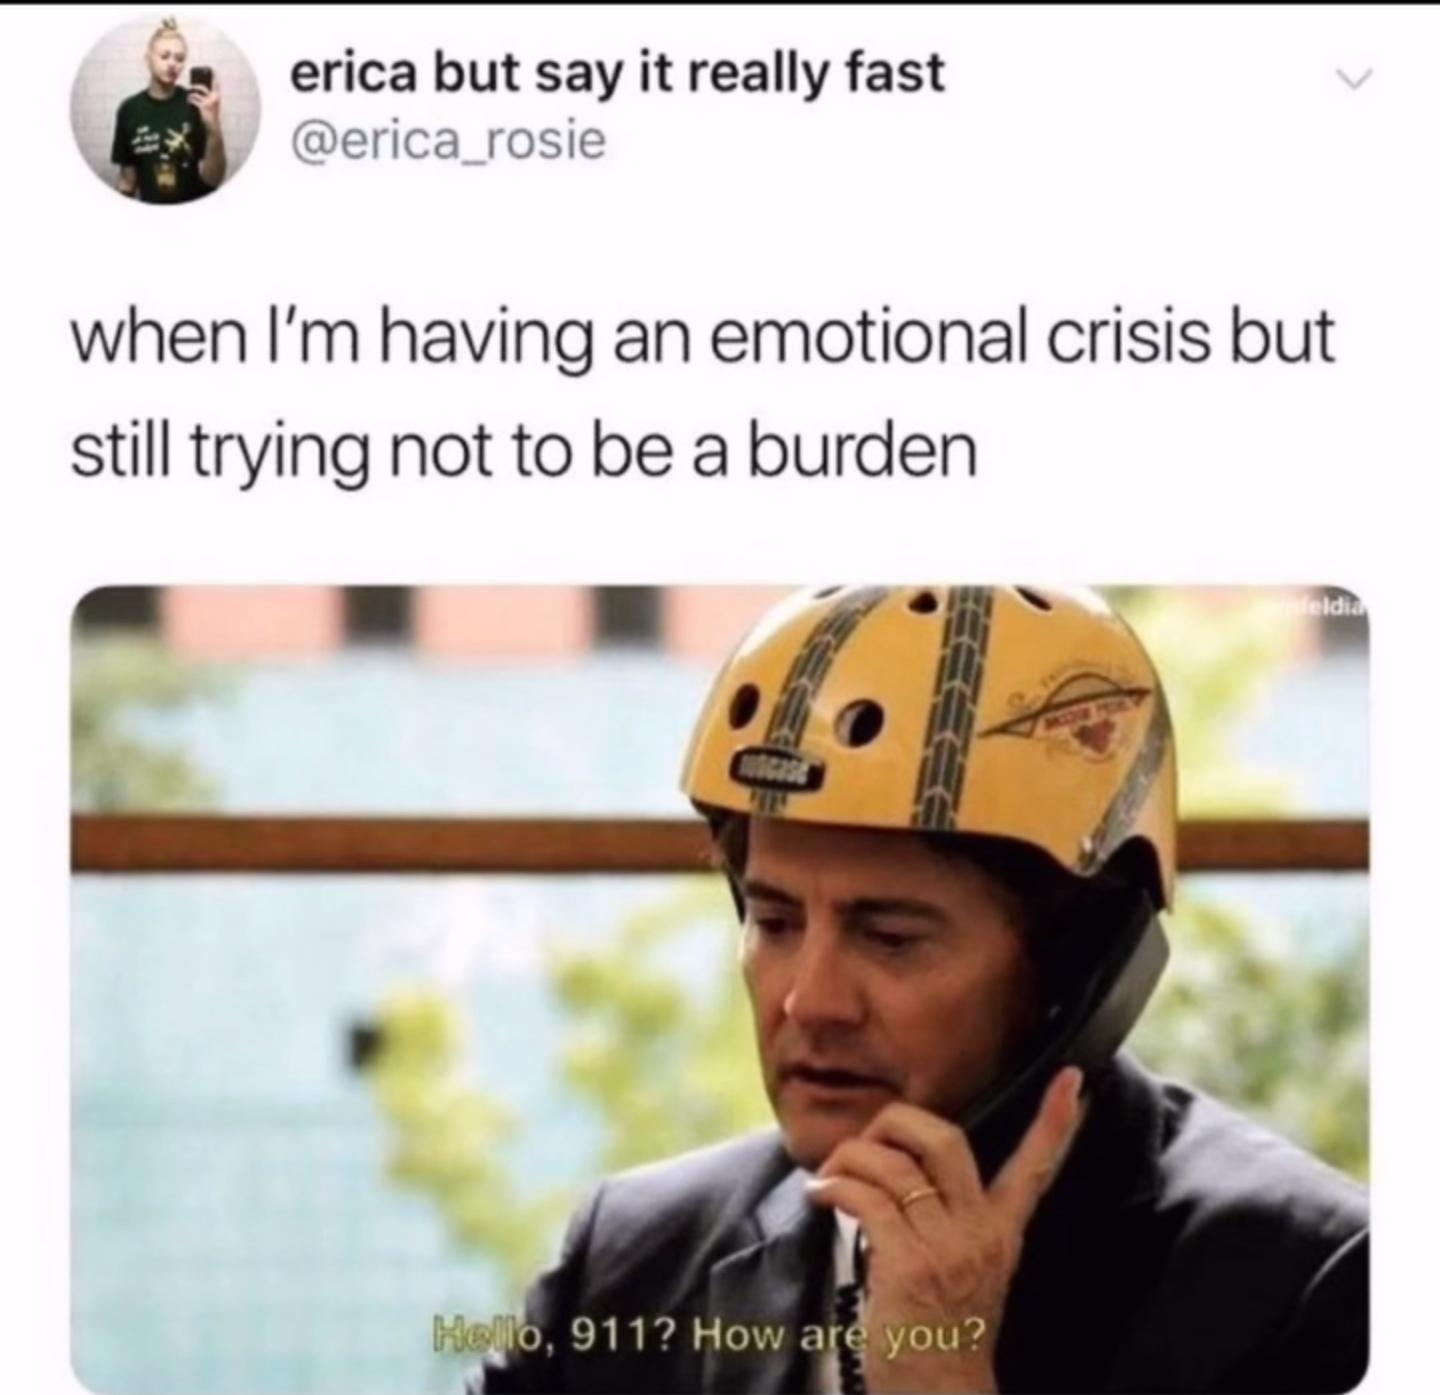 erica but say it really fast
@erica_rosie
when I'm having an emotional crisis but
still trying not to be a burden
feldia
Hello, 911? How are you?